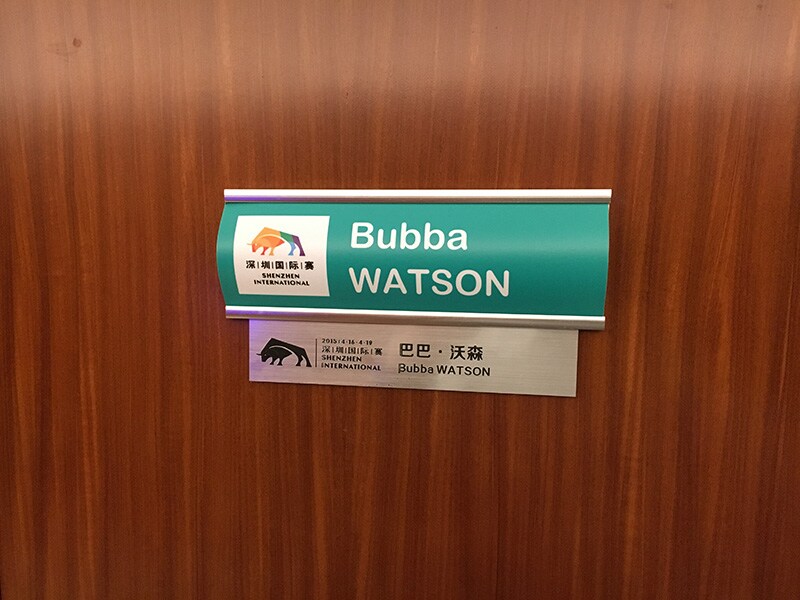 Bubba
WATSON
深圳国际赛
SHENZHEN
INTERNATIONAL
2015|4·16-4·19
深圳国际赛
SHENZHEN
INTERNATIONAL
巴巴·沃森
Bubba WATSON